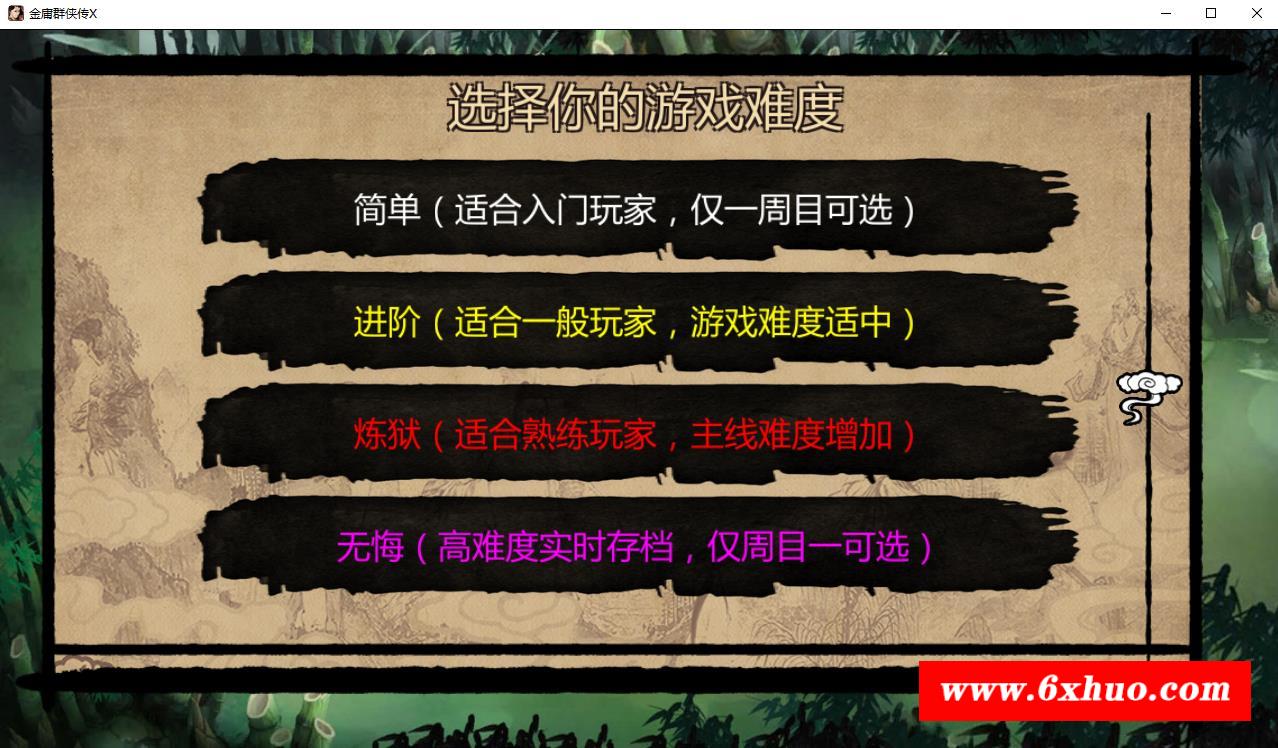 金庸群侠传X
选择你的游戏难度
简单（适合入门玩家，仅一周目可选）
进阶（适合一般玩家，游戏难度适中）
炼狱（适合熟练玩家，主线难度增加）
无悔（高难度实时存档，仅周目一可选）
www.6xhuo.com